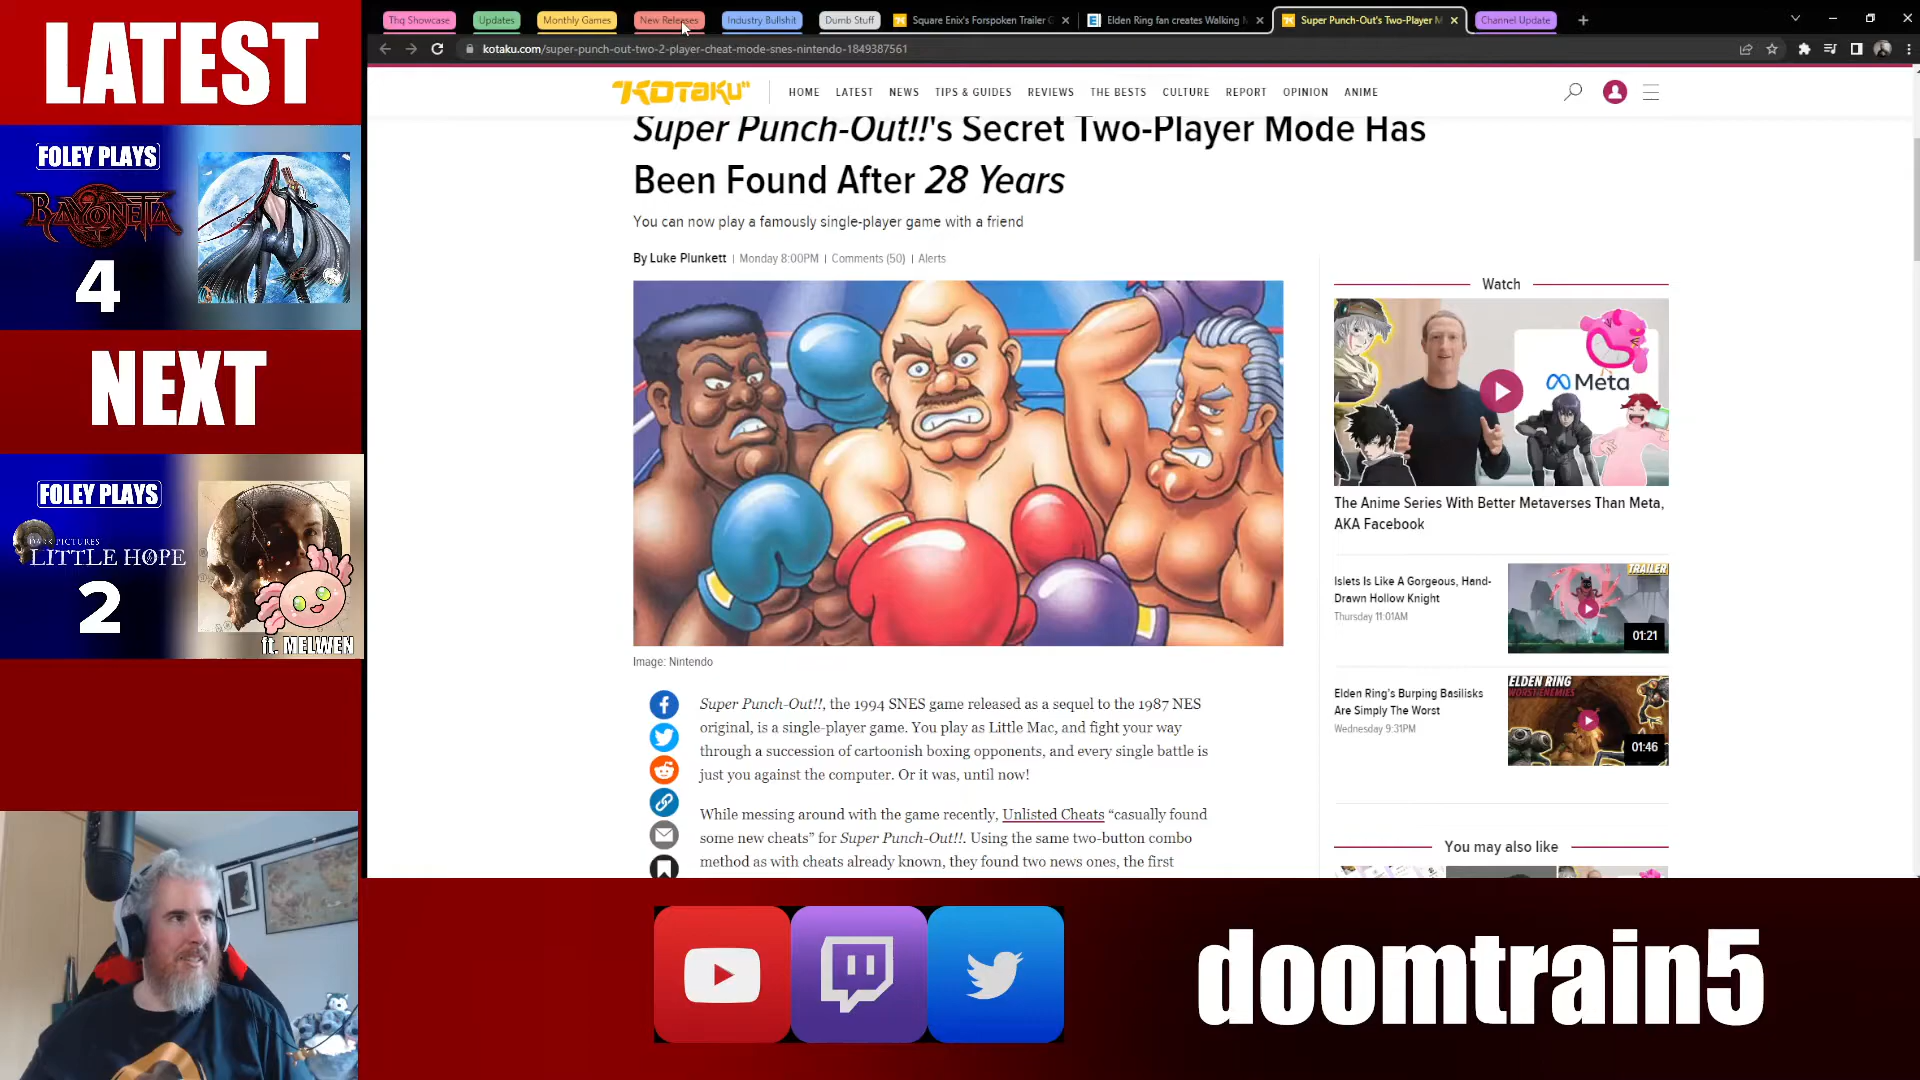 LATEST
FOLEY PLAYS
BAYONETTA
4
NEXT
FOLEY PLAYS
DARK PICTURES
LITTLE HOPE
2
ft. MELWEN
Thq Showcase
Updates
Monthly Games
New Releases
Industry Bullshit
Dumb Stuff
Square Enix's Forspoken Trailer
Elden Ring fan creates Walking
Super Punch-Out's Two-Player M
Channel Update
kotaku.com/super-punch-out-two-2-player-cheat-mode-snes-nintendo-1849387561
KOTAKU
HOME
LATEST
NEWS
TIPS & GUIDES
REVIEWS
THE BESTS
CULTURE
REPORT
OPINION
ANIME
Super Punch-Out!!'s Secret Two-Player Mode Has
Been Found After 28 Years
You can now play a famously single-player game with a friend
By Luke Plunkett | Monday 8:00PM | Comments (50) | Alerts
Image: Nintendo
Super Punch-Out!!, the 1994 SNES game released as a sequel to the 1987 NES
original, is a single-player game. You play as Little Mac, and fight your way
through a succession of cartoonish boxing opponents, and every single battle is
just you against the computer. Or it was, until now!
While messing around with the game recently, Unlisted Cheats “casually found
some new cheats” for Super Punch-Out!!. Using the same two-button combo
method as with cheats already known, they found two news ones, the first
Watch
Meta
The Anime Series With Better Metaverses Than Meta,
AKA Facebook
Islets Is Like A Gorgeous, Hand-
Drawn Hollow Knight
Thursday 11:01AM
TRAILER
01:21
Elden Ring's Burping Basilisks
Are Simply The Worst
Wednesday 9:31PM
ELDEN RING
WORST ENEMIES
01:46
You may also like
doomtrain5